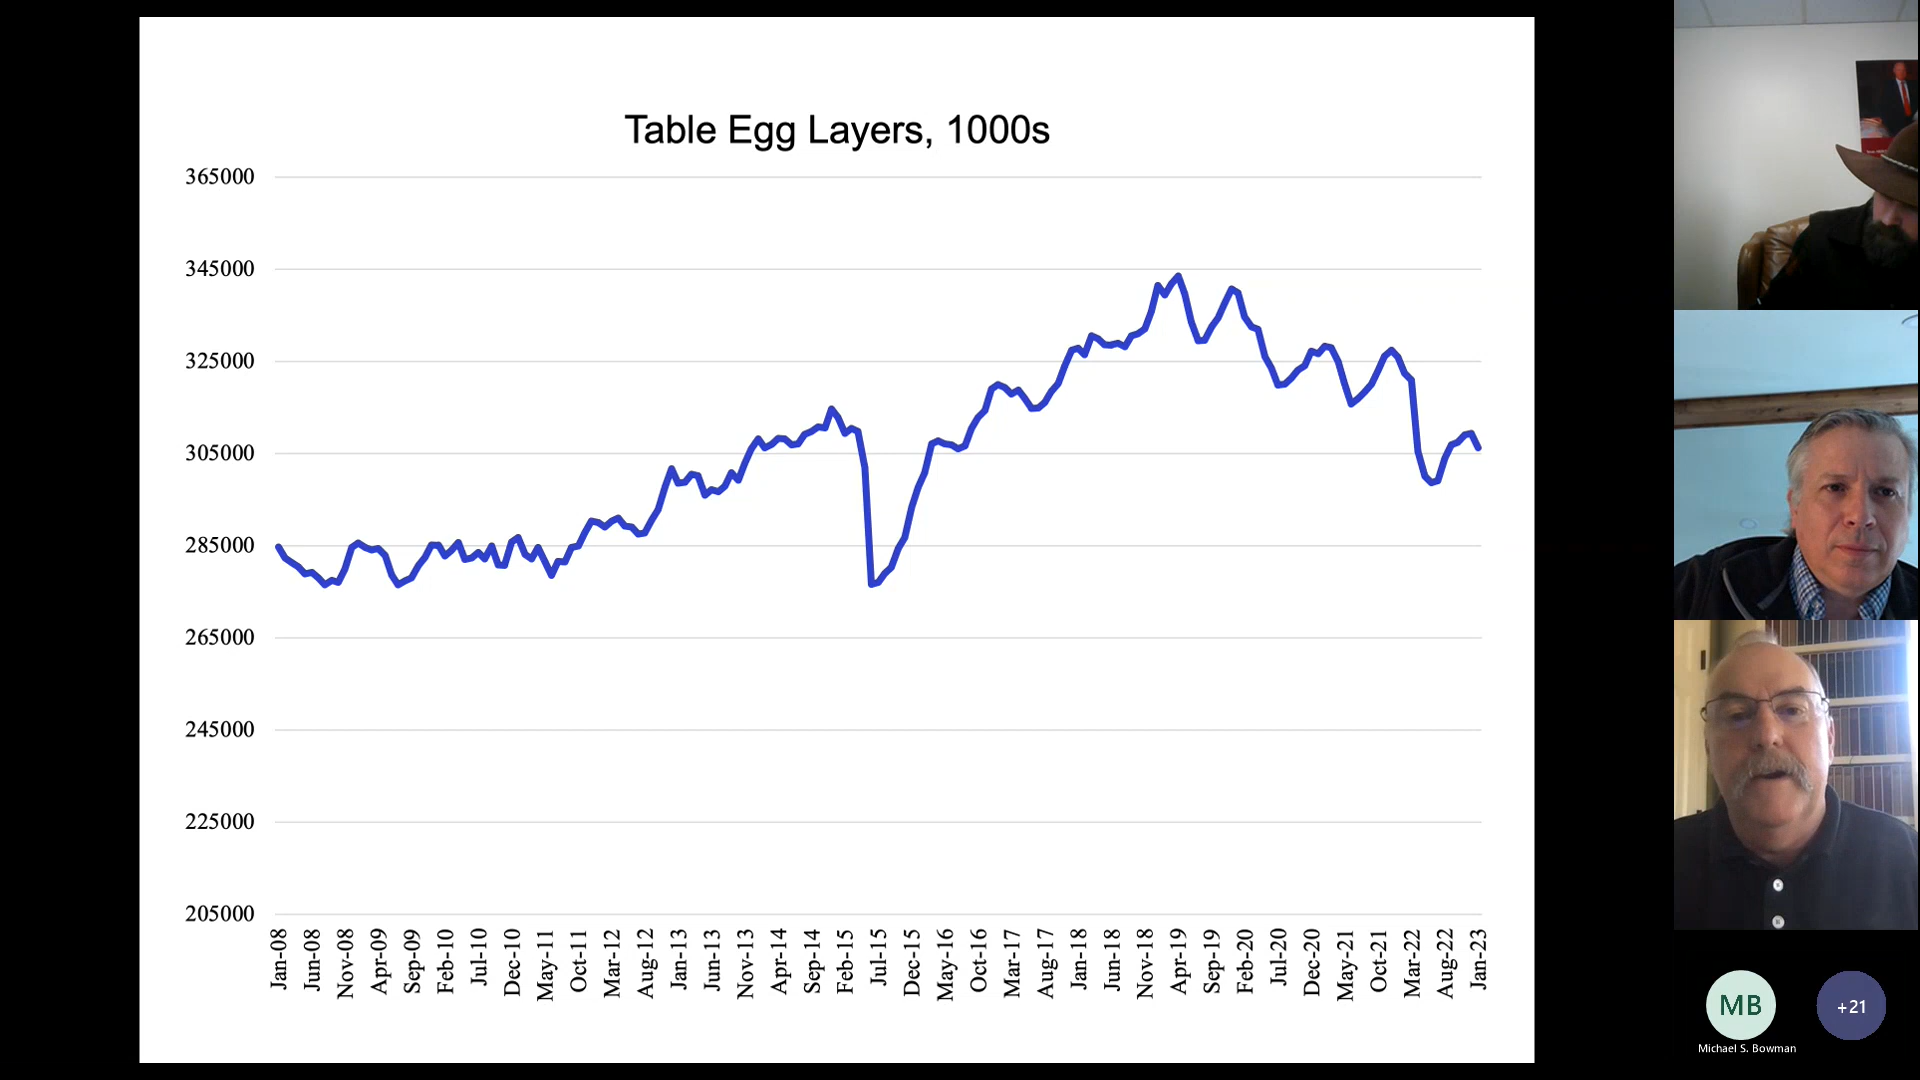 Table Egg Layers, 1000s
365000
345000
325000
305000
285000
265000
245000
225000
205000
Jan-08
Jun-08
Nov-08
Apr-09
Sep-09
Feb-10
Jul-10
Dec-10
May-11
Oct-11
Mar-12
Aug-12
Jan-13
Jun-13
Nov-13
Apr-14
Sep-14
Feb-15
Jul-15
Dec-15
May-16
Oct-16
Mar-17
Aug-17
Jan-18
Jun-18
Nov-18
Apr-19
Sep-19
Feb-20
Jul-20
Dec-20
May-21
Oct-21
Mar-22
Aug-22
Jan-23
MB
+21
Michael S. Bowman